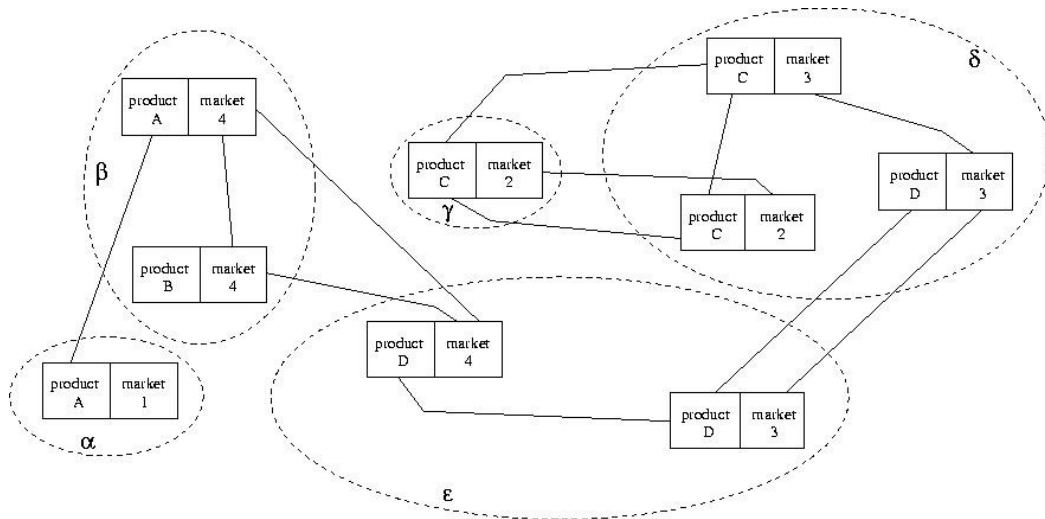 product market
C 3
δ
product market
A 4
β
product market
C 2
γ
product market
D 3
product market
C 2
product market
B 4
product market
D 4
product market
A 1
α
product market
D 3
ε